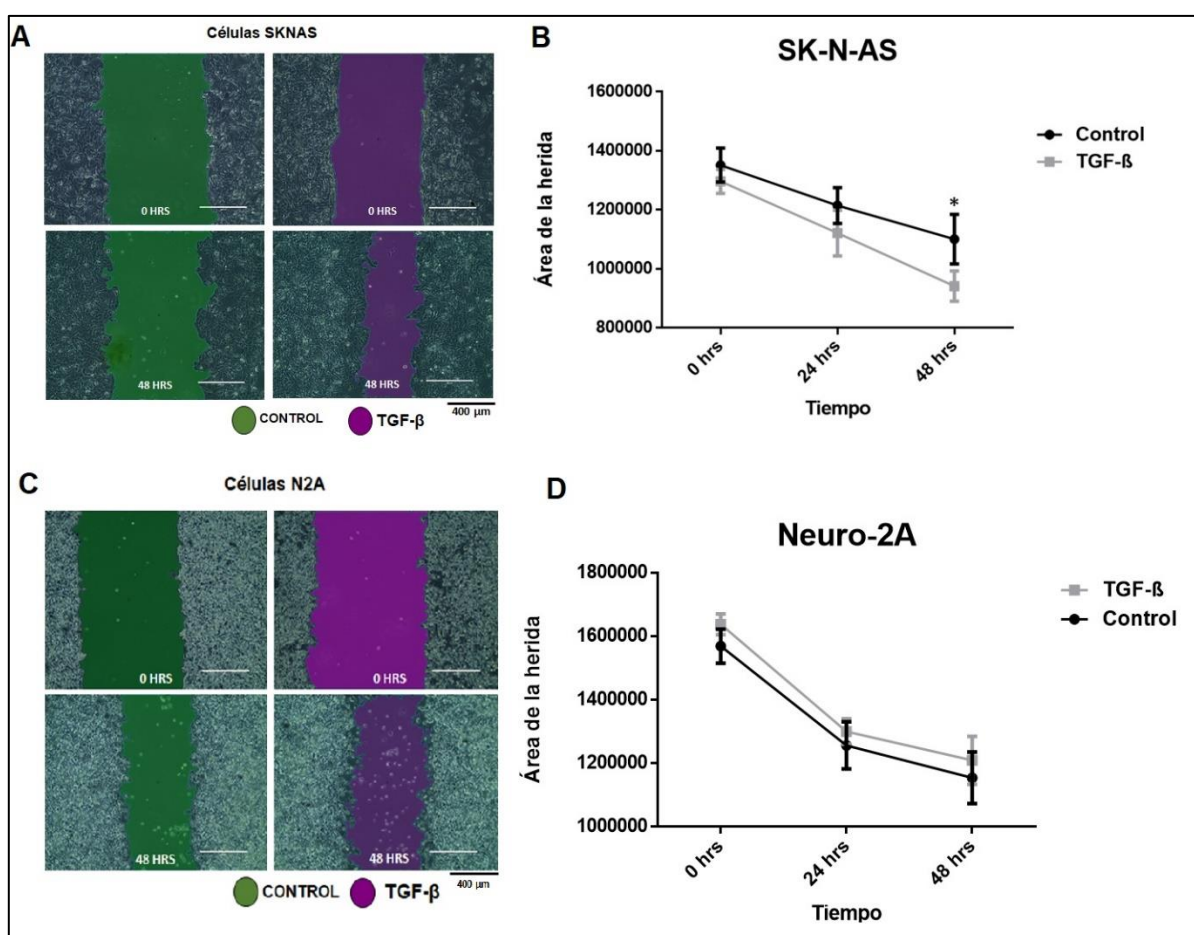 A
Células SKNAS
0 HRS
0 HRS
48 HRS
48 HRS
CONTROL
TGF-ß
400 µm
B
SK-N-AS
Área de la herida
1600000
1400000
1200000
1000000
800000
*
0 hrs
24 hrs
48 hrs
Tiempo
Control
TGF-ß
C
Células N2A
0 HRS
0 HRS
48 HRS
48 HRS
CONTROL
TGF-ß
400 µm
D
Neuro-2A
Área de la herida
1800000
1600000
1400000
1200000
1000000
0 hrs
24 hrs
48 hrs
Tiempo
TGF-ß
Control